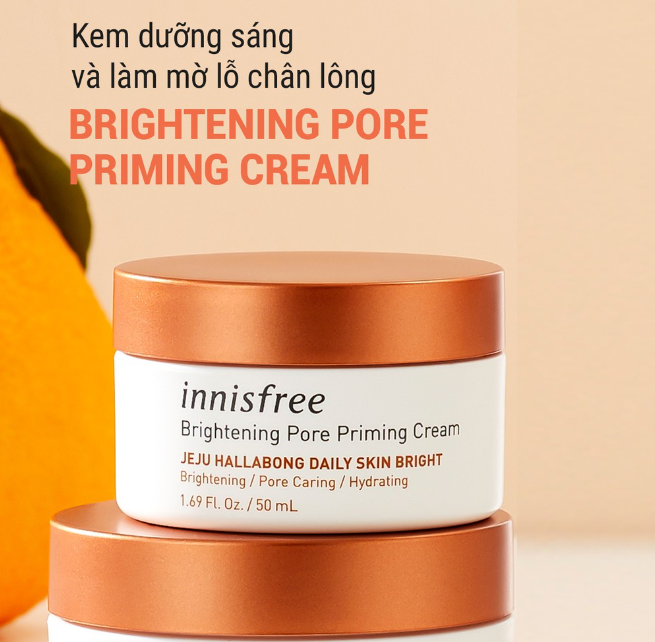 Kem dưỡng sáng
và làm mờ lỗ chân lông
BRIGHTENING PORE
PRIMING CREAM
innisfree
Brightening Pore Priming Cream
JEJU HALLABONG DAILY SKIN BRIGHT
Brightening / Pore Caring / Hydrating
1.69 Fl. Oz. / 50 mL